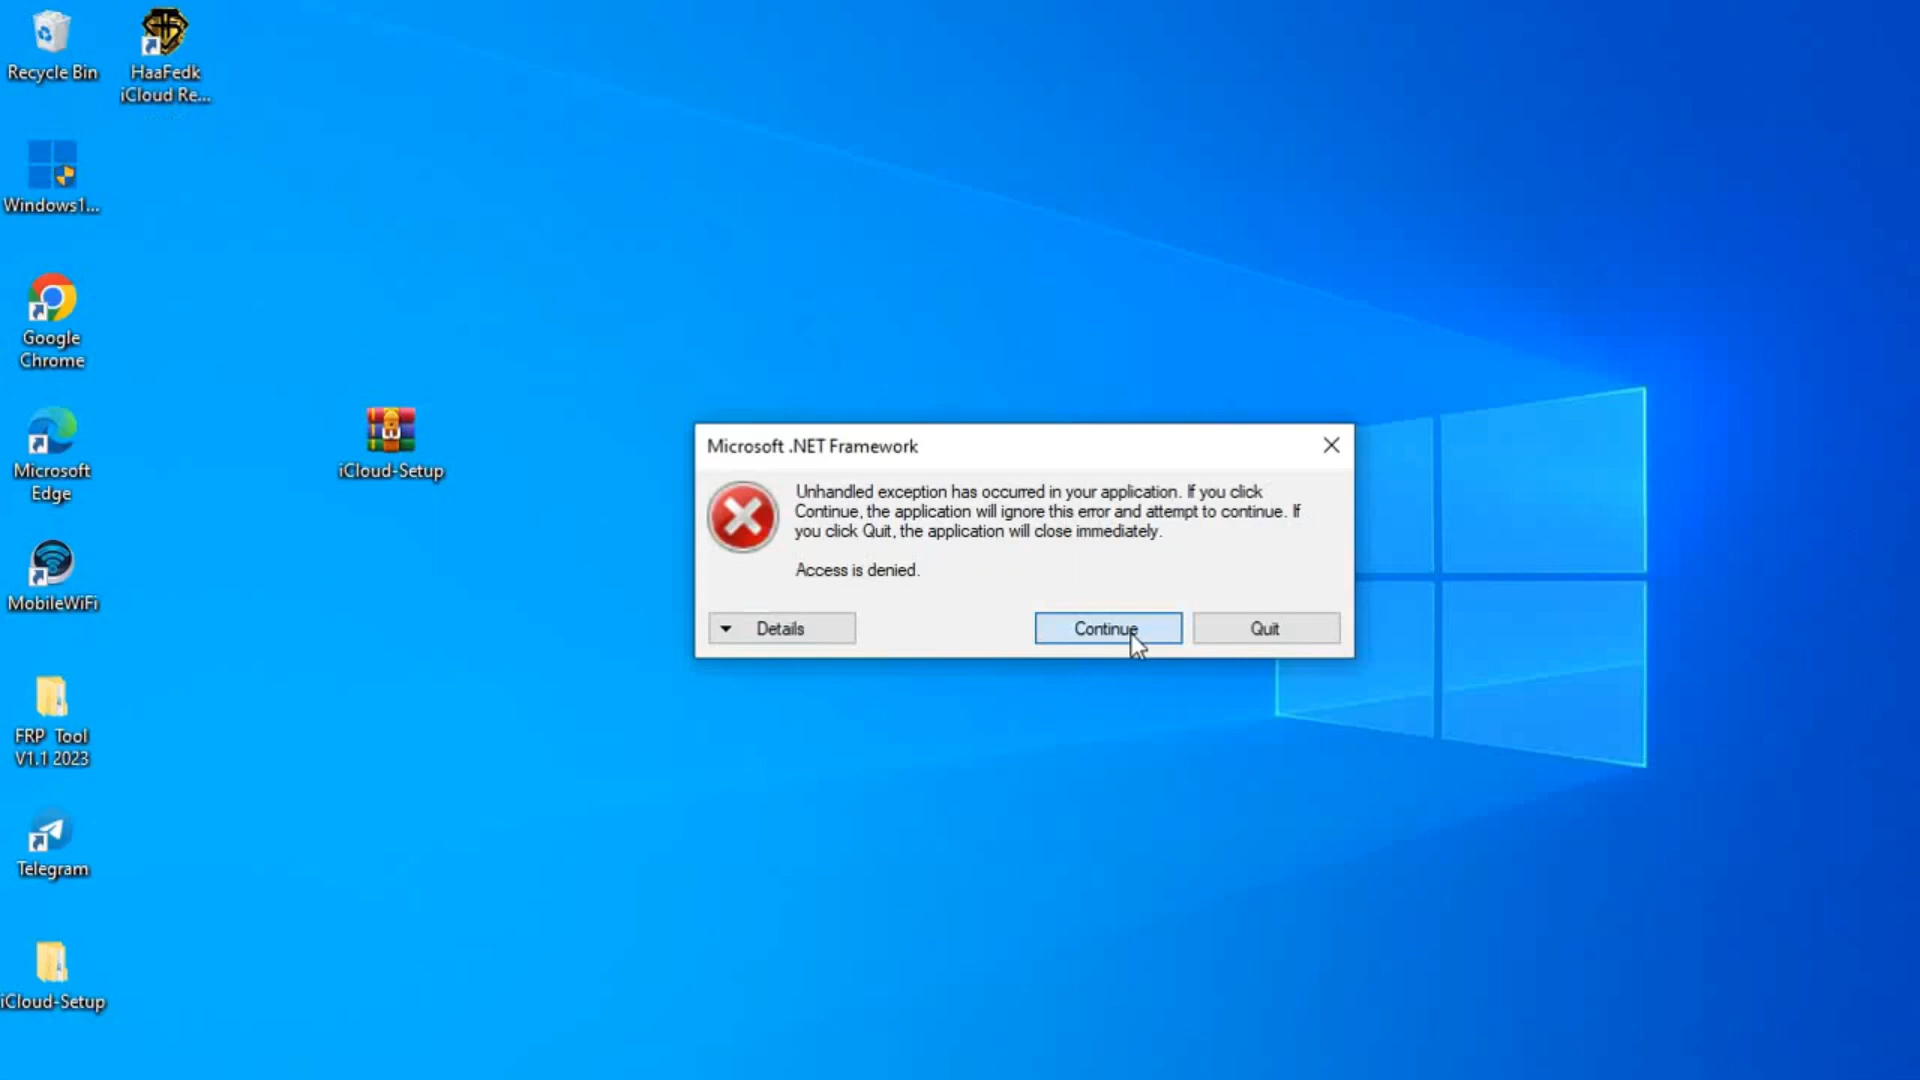 Recycle Bin
HaaFedk
iCloud Re...
Windows1...
Google
Chrome
Microsoft
Edge
iCloud-Setup
MobileWiFi
FRP Tool
V1.1 2023
Telegram
iCloud-Setup
Microsoft .NET Framework
Unhandled exception has occurred in your application. If you click
Continue, the application will ignore this error and attempt to continue. If
you click Quit, the application will close immediately.
Access is denied.
Details
Continue
Quit